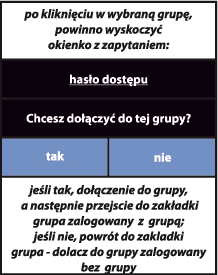 po kliknięciu w wybraną grupę,
powinno wyskoczyć
okienko z zapytaniem:
hasło dostępu
Chcesz dołączyć do tej grupy?
tak nie
jeśli tak, dołączenie do grupy,
a następnie przejscie do zakładki
grupa zalogowany z grupą;
jeśli nie, powrót do zakladki
grupa - dolacz do grupy zalogowany
bez grupy